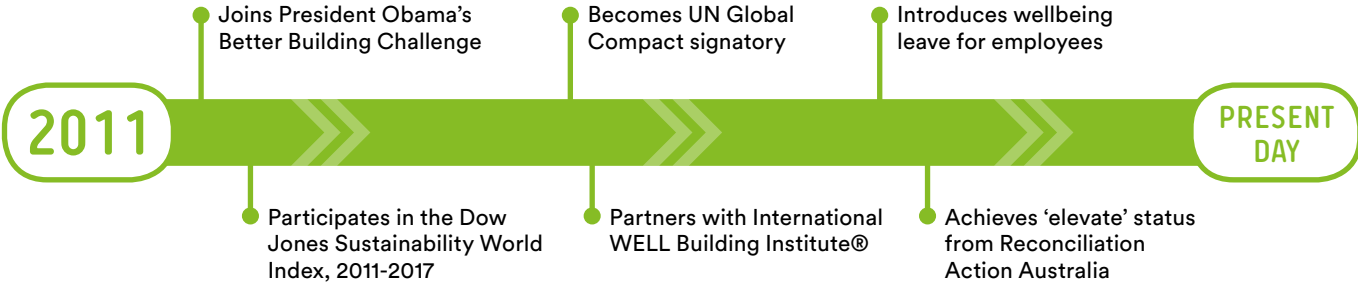 Joins President Obama's
Better Building Challenge
Becomes UN Global
Compact signatory
Introduces wellbeing
leave for employees
2011
PRESENT
DAY
Participates in the Dow
Jones Sustainability World
Index, 2011-2017
Partners with International
WELL Building Institute®
Achieves ‘elevate’ status
from Reconciliation
Action Australia